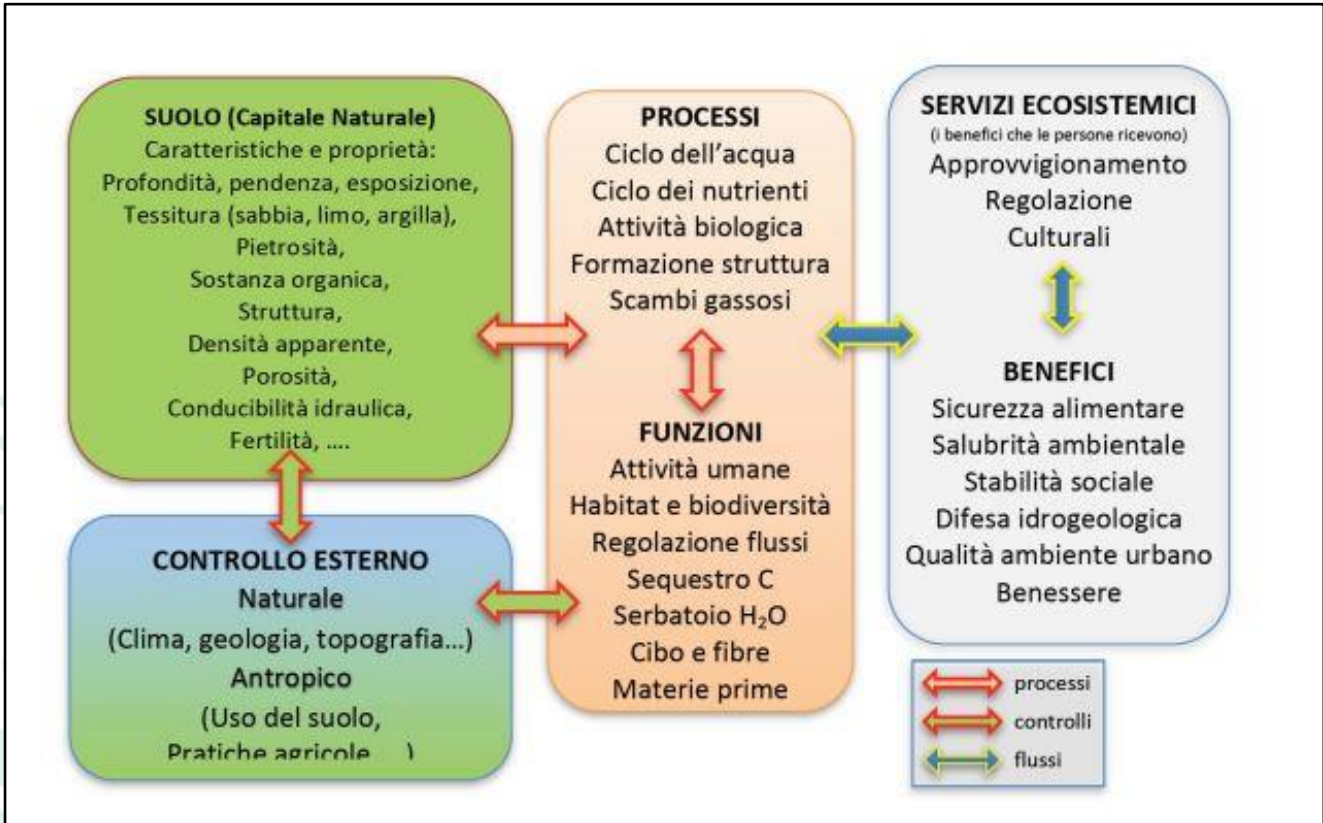 SUOLO (Capitale Naturale)
Caratteristiche e proprietà:
Profondità, pendenza, esposizione,
Tessitura (sabbia, limo, argilla),
Pietrosità,
Sostanza organica,
Struttura,
Densità apparente,
Porosità,
Conducibilità idraulica,
Fertilità, ....
CONTROLLO ESTERNO
Naturale
(Clima, geologia, topografia...)
Antropico
(Uso del suolo,
Pratiche agricole, ... )
PROCESSI
Ciclo dell’acqua
Ciclo dei nutrienti
Attività biologica
Formazione struttura
Scambi gassosi
FUNZIONI
Attività umane
Habitat e biodiversità
Regolazione flussi
Sequestro C
Serbatoio H₂O
Cibo e fibre
Materie prime
SERVIZI ECOSISTEMICI
(i benefici che le persone ricevono)
Approvvigionamento
Regolazione
Culturali
BENEFICI
Sicurezza alimentare
Salubrità ambientale
Stabilità sociale
Difesa idrogeologica
Qualità ambiente urbano
Benessere
processi
controlli
flussi